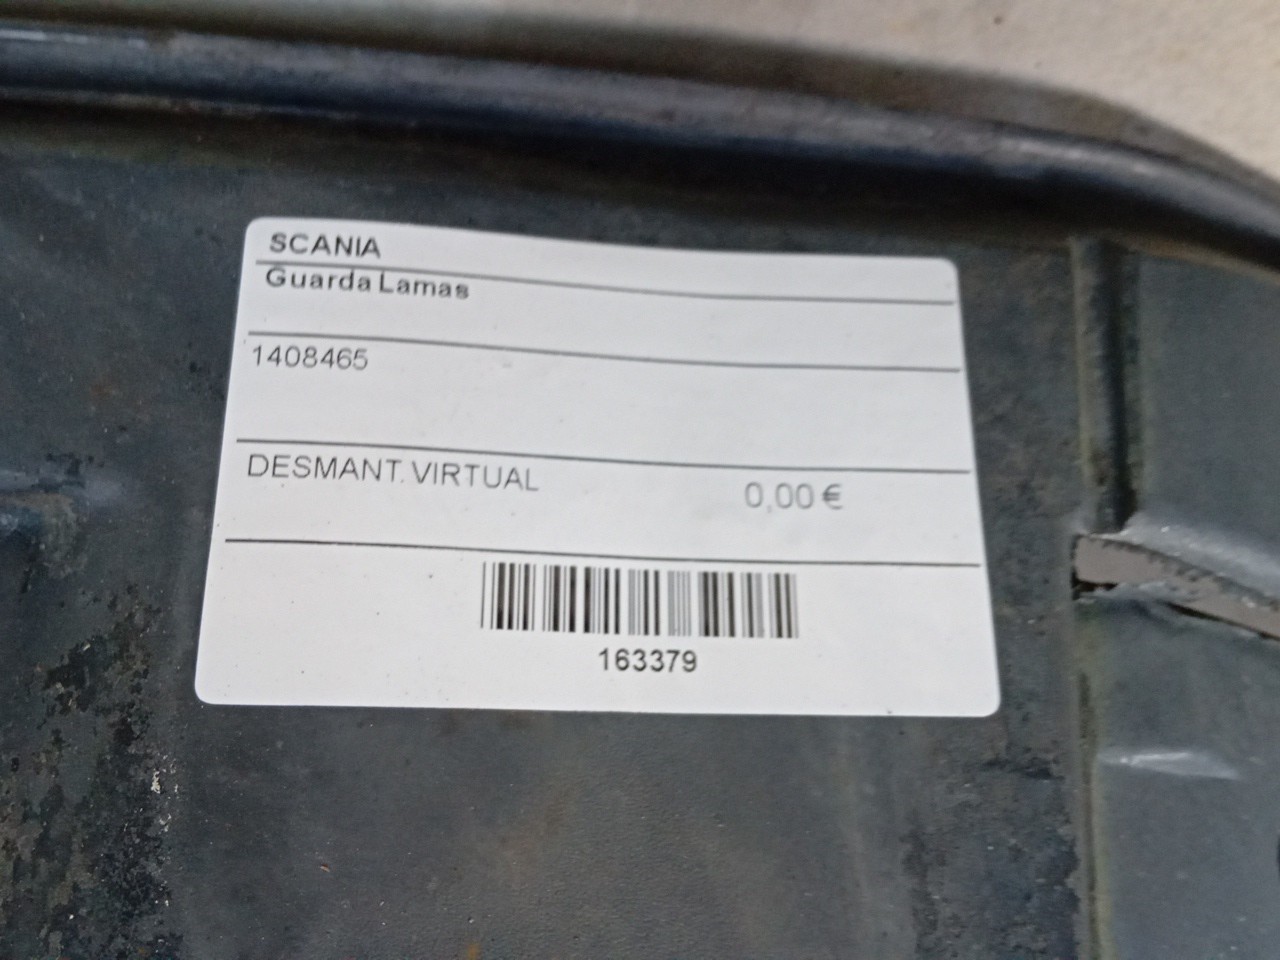 SCANIA
Guarda Lamas
1408465
DESMANT. VIRTUAL 0,00 €
163379